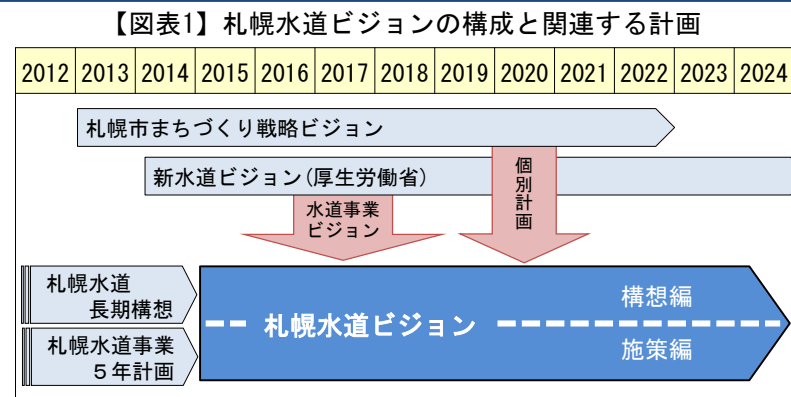 【図表1】札幌水道ビジョンの構成と関連する計画
2012 2013 2014 2015 2016 2017 2018 2019 2020 2021 2022 2023 2024
札幌市まちづくり戦略ビジョン
新水道ビジョン(厚生労働省)
個別計画
水道事業
ビジョン
札幌水道
長期構想
構想編
札幌水道ビジョン
札幌水道事業
５年計画
施策編